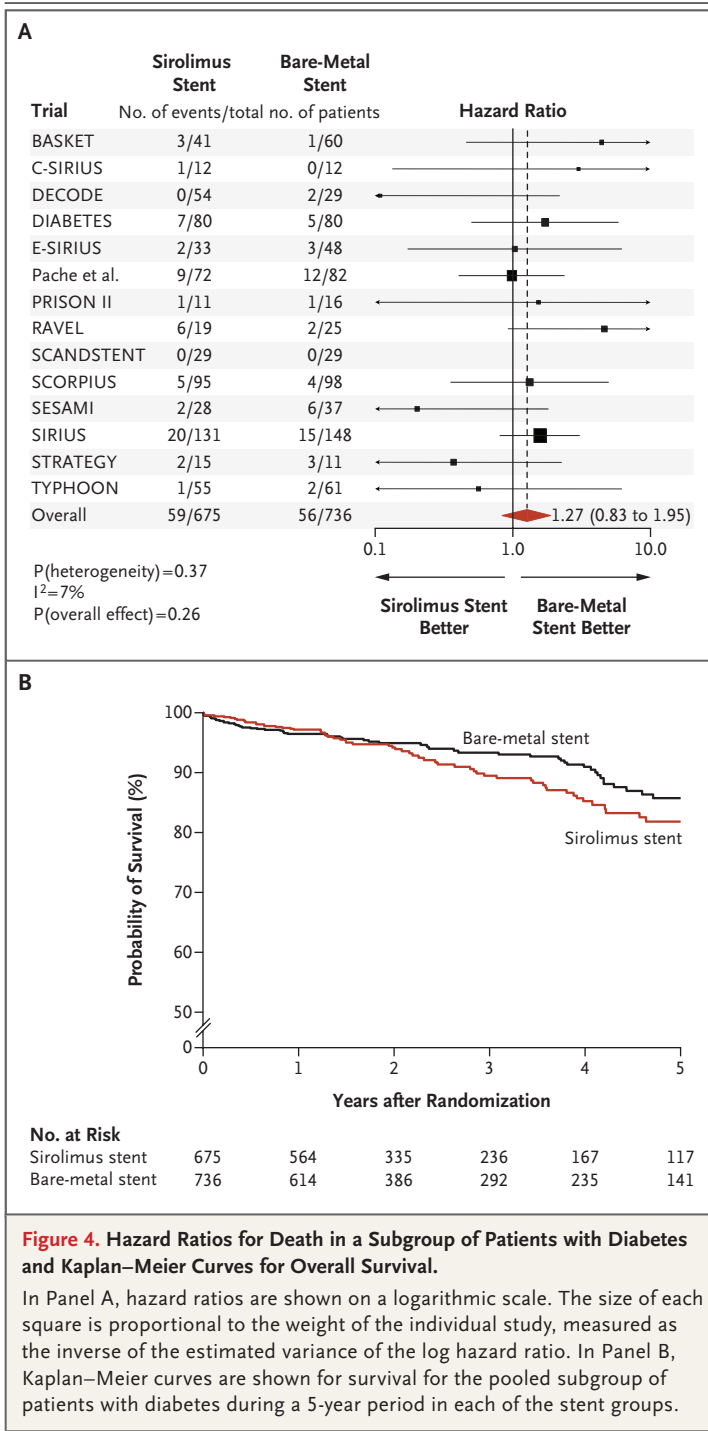 A
Sirolimus Stent Bare-Metal Stent
Trial No. of events/total no. of patients Hazard Ratio
BASKET 3/41 1/60
C-SIRIUS 1/12 0/12
DECODE 0/54 2/29
DIABETES 7/80 5/80
E-SIRIUS 2/33 3/48
Pache et al. 9/72 12/82
PRISON II 1/11 1/16
RAVEL 6/19 2/25
SCANDSTENT 0/29 0/29
SCORPIUS 5/95 4/98
SESAMI 2/28 6/37
SIRIUS 20/131 15/148
STRATEGY 2/15 3/11
TYPHOON 1/55 2/61
Overall 59/675 56/736 1.27 (0.83 to 1.95)
0.1 1.0 10.0
P(heterogeneity)=0.37
I²=7%
P(overall effect)=0.26
Sirolimus Stent Better Bare-Metal Stent Better
B
Probability of Survival (%)
100
90
80
90
60
50
0
Bare-metal stent
Sirolimus stent
0 1 2 3 4 5
Years after Randomization
No. at Risk
Sirolimus stent 675 564 335 236 167 117
Bare-metal stent 736 614 386 292 235 141
Figure 4. Hazard Ratios for Death in a Subgroup of Patients with Diabetes
and Kaplan–Meier Curves for Overall Survival.
In Panel A, hazard ratios are shown on a logarithmic scale. The size of each
square is proportional to the weight of the individual study, measured as
the inverse of the estimated variance of the log hazard ratio. In Panel B,
Kaplan–Meier curves are shown for survival for the pooled subgroup of
patients with diabetes during a 5-year period in each of the stent groups.